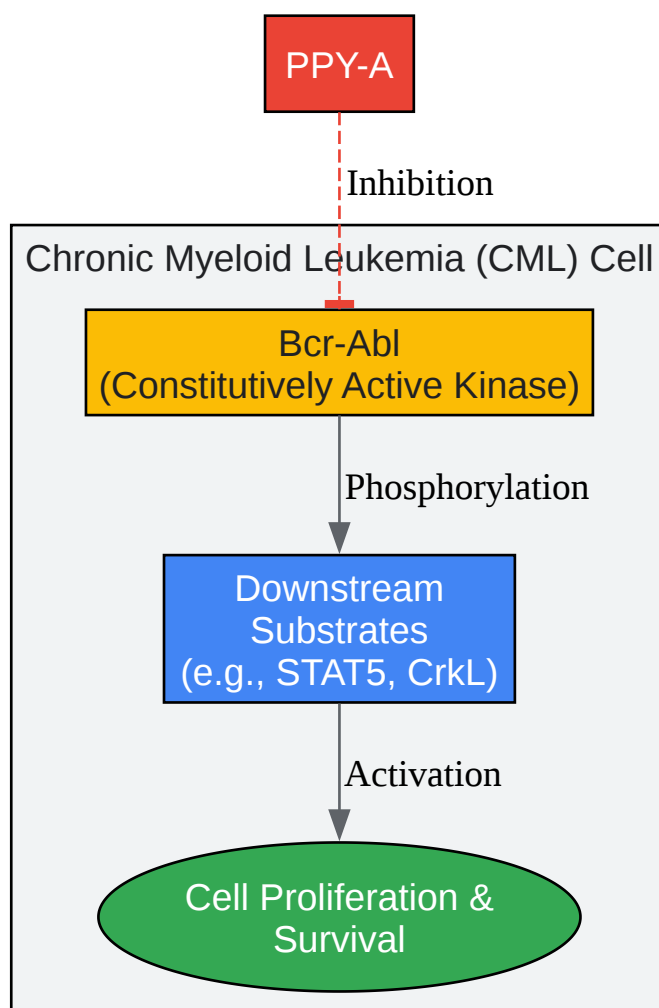 PPY-A
Inhibition
Chronic Myeloid Leukemia (CML) Cell
Bcr-Abl
(Constitutively Active Kinase)
Phosphorylation
Downstream
Substrates
(e.g., STAT5, CrkL)
Activation
Cell Proliferation &
Survival